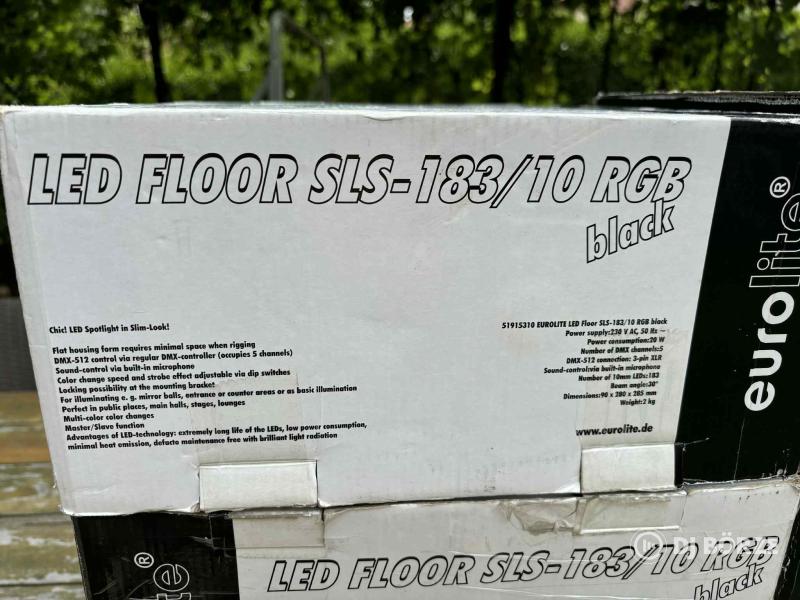 LED FLOOR SLS-183/10 RGB
black
eurolite®
Chic! LED Spotlight in Slim-Look!
Flat housing form requires minimal space when rigging
DMX-512 control via regular DMX-controller (occupies 5 channels)
Sound-control via built-in microphone
Color change speed and strobe effect adjustable via dip switches
Locking possibility at the mounting bracket
For illuminating e. g. mirror balls, entrance or counter areas or as basic illumination
Perfect in public places, main halls, stages, lounges
Multi-color color changes
Master/Slave function
Advantages of LED-technology: extremely long life of the LEDs, low power consumption,
minimal heat emission, defacto maintenance free with brilliant light radiation
51915310 EUROLITE LED Floor SLS-183/10 RGB black
Power supply:230 V AC, 50 Hz ~
Power consumption:20 W
Number of DMX channels:5
DMX-512 connection: 3-pin XLR
Sound-control:via built-in microphone
Number of 10mm LEDs:183
Beam angle:30°
Dimensions:90 x 280 x 285 mm
Weight:2 kg
www.eurolite.de
lite®
LED FLOOR SLS-183/10 RGB
black
DJ BÖRZE